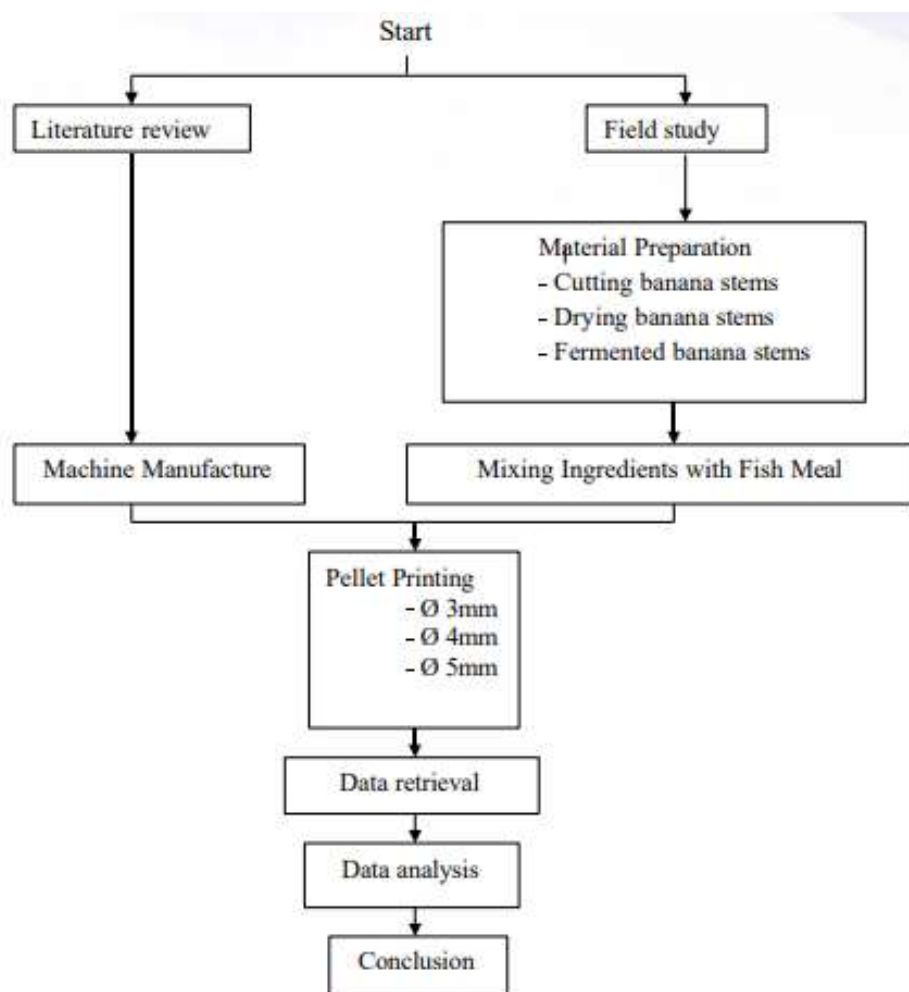 Start
Literature review
Field study
Material Preparation
- Cutting banana stems
- Drying banana stems
- Fermented banana stems
Machine Manufacture
Mixing Ingredients with Fish Meal
Pellet Printing
- Ø 3mm
- Ø 4mm
- Ø 5mm
Data retrieval
Data analysis
Conclusion